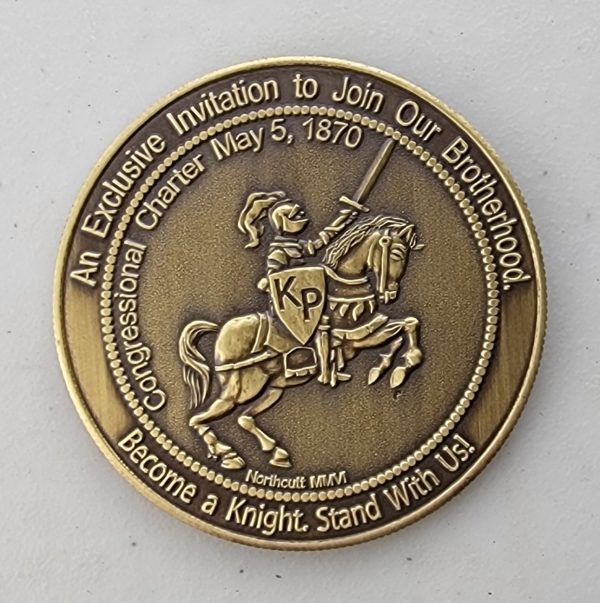 An Exclusive Invitation to Join Our Brotherhood.
Congressional Charter May 5, 1870
KP
Northcutt MMVI
Become a Knight. Stand With Us!